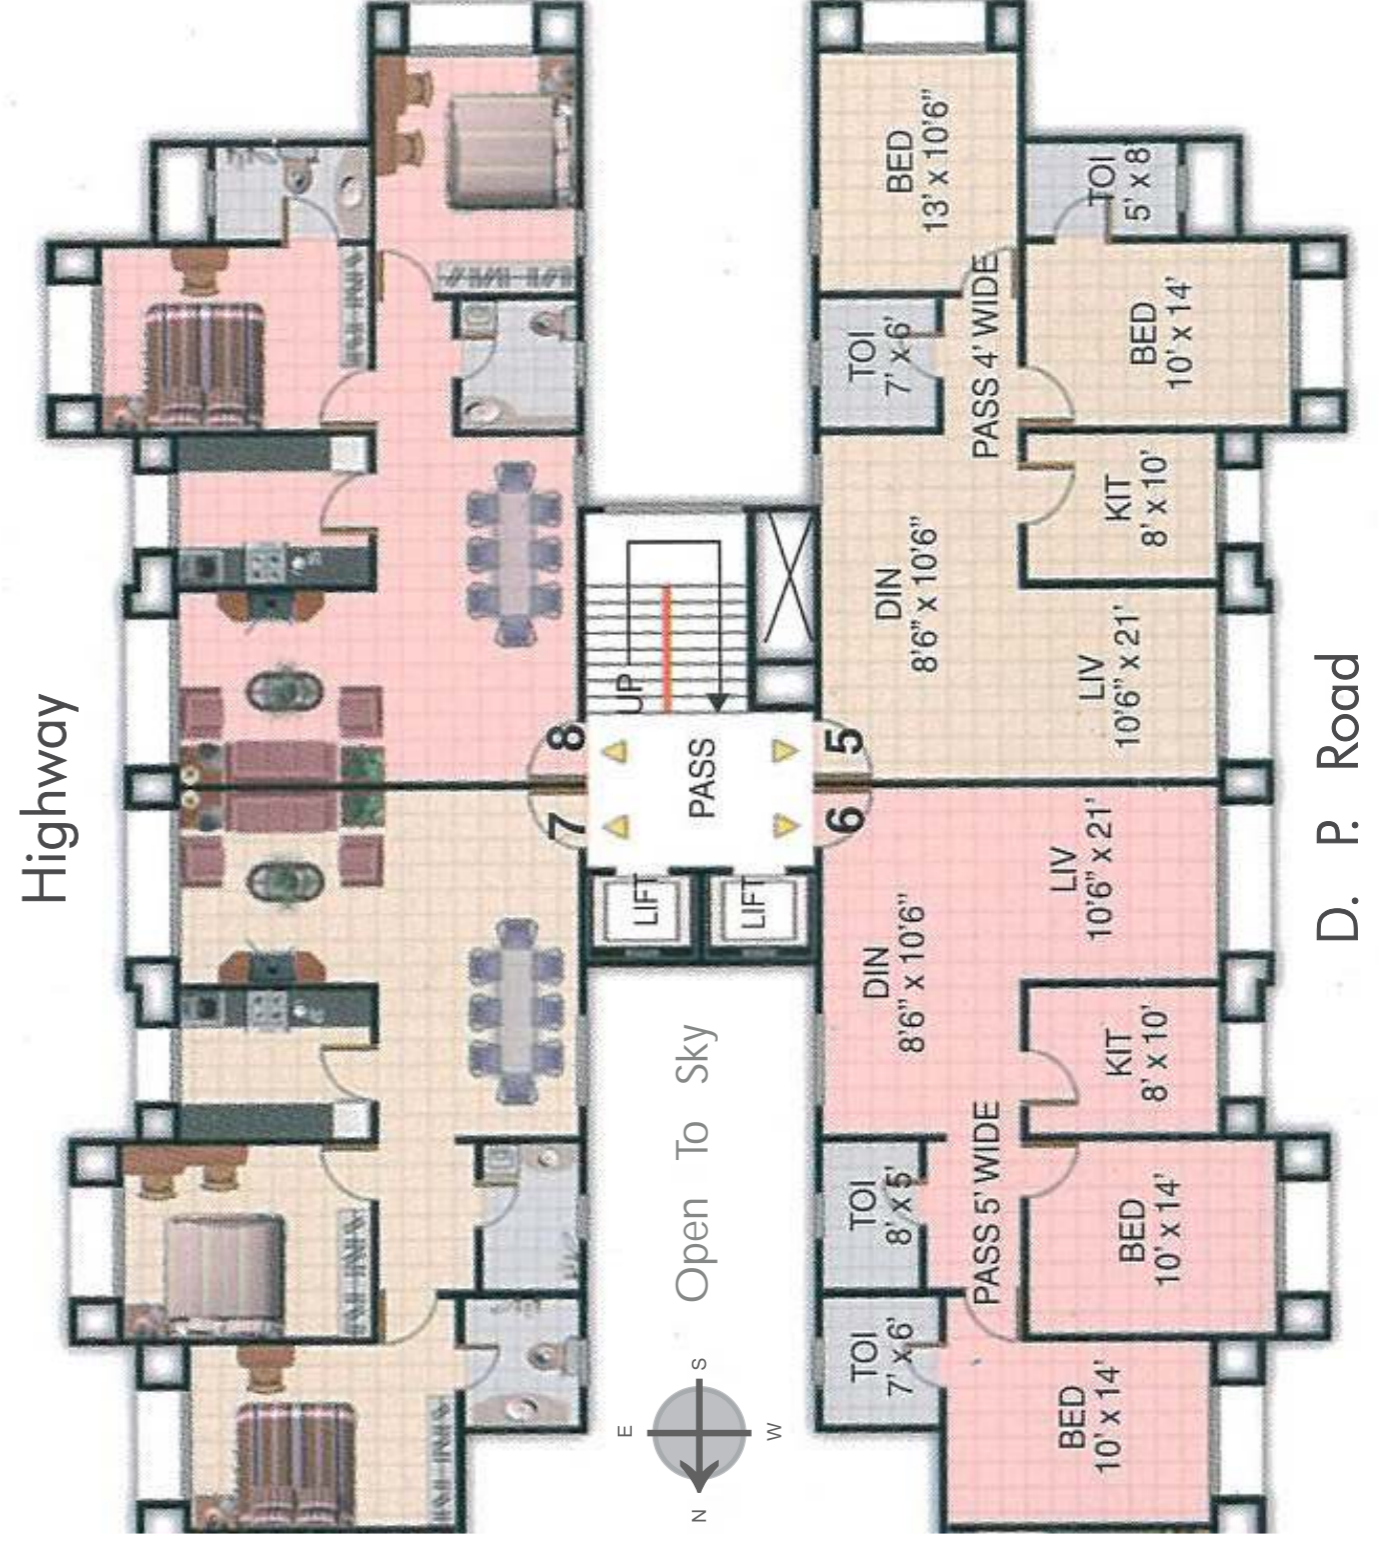 Highway
BED
13' x 10'6"
TOI
5' x 8'
TOI
7' x 6'
PASS 4' WIDE
BED
10' x 14'
KIT
8' x 10'
DIN
8'6" x 10'6"
LIV
10'6" x 21'
UP
8
5
PASS
7
6
LIFT
LIFT
D. P. Road
LIV
10'6" x 21'
DIN
8'6" x 10'6"
KIT
8' x 10'
Open To Sky
PASS 5' WIDE
TOI
8' x 5'
BED
10' x 14'
TOI
7' x 6'
BED
10' x 14'
S
E
W
N